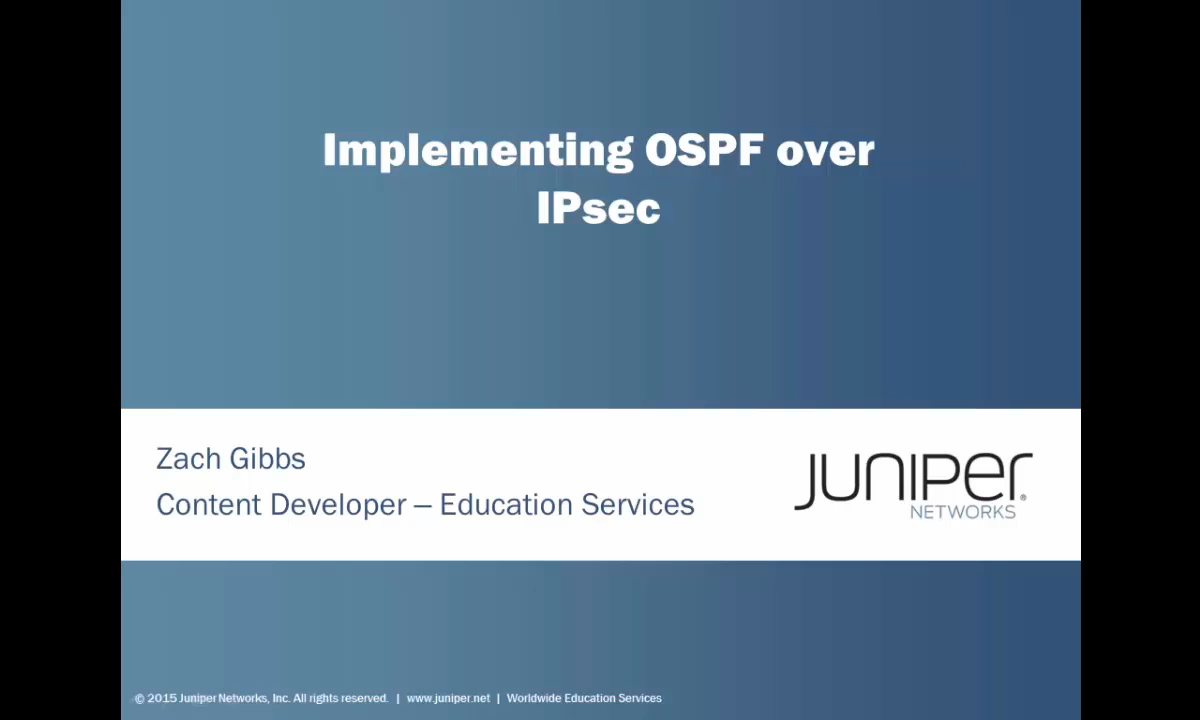 Implementing OSPF over
IPsec
Zach Gibbs
Content Developer – Education Services
JUNIPER®
NETWORKS
© 2015 Juniper Networks, Inc. All rights reserved. | www.juniper.net | Worldwide Education Services